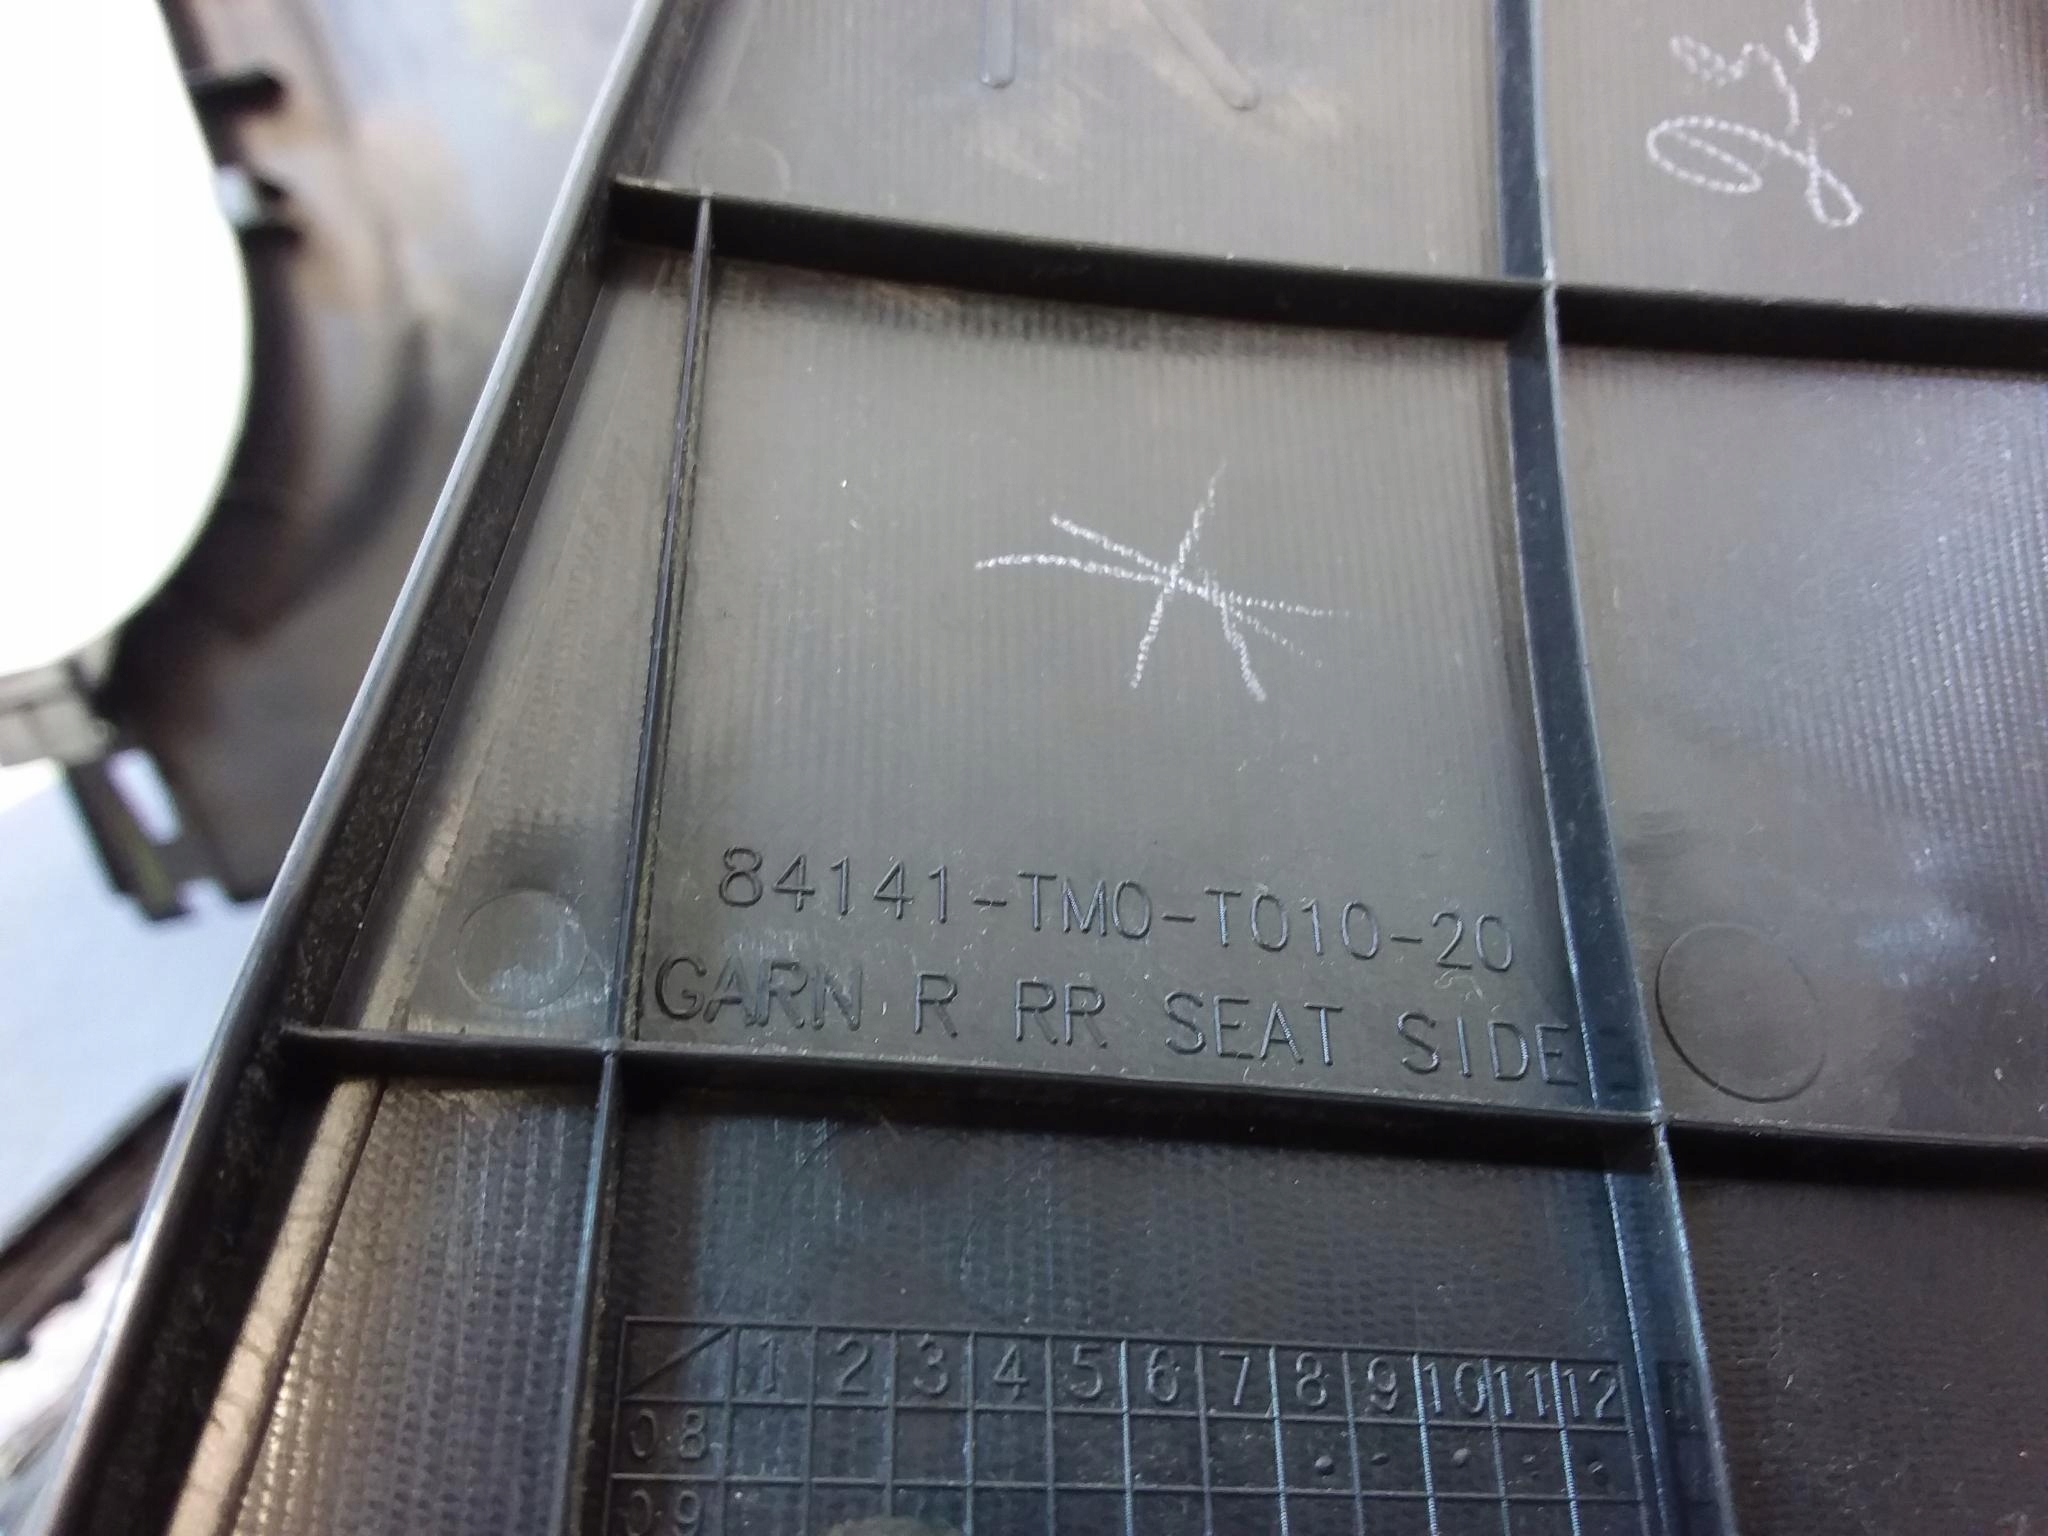 84141-TM0-T010-20
GARN R RR SEAT SIDE
1 2 3 4 5 6 7 8 9 10 11 12
08
09